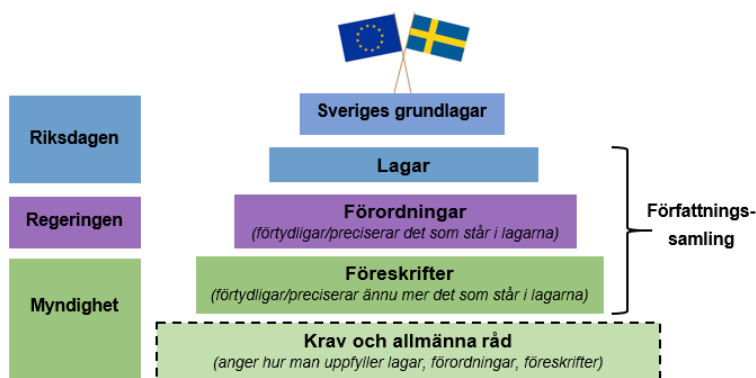 Sveriges grundlagar
Riksdagen
Lagar
Regeringen
Förordningar
(förtydligar/preciserar det som står i lagarna)
Författnings-
samling
Myndighet
Föreskrifter
(förtydligar/preciserar ännu mer det som står i lagarna)
Krav och allmänna råd
(anger hur man uppfyller lagar, förordningar, föreskrifter)